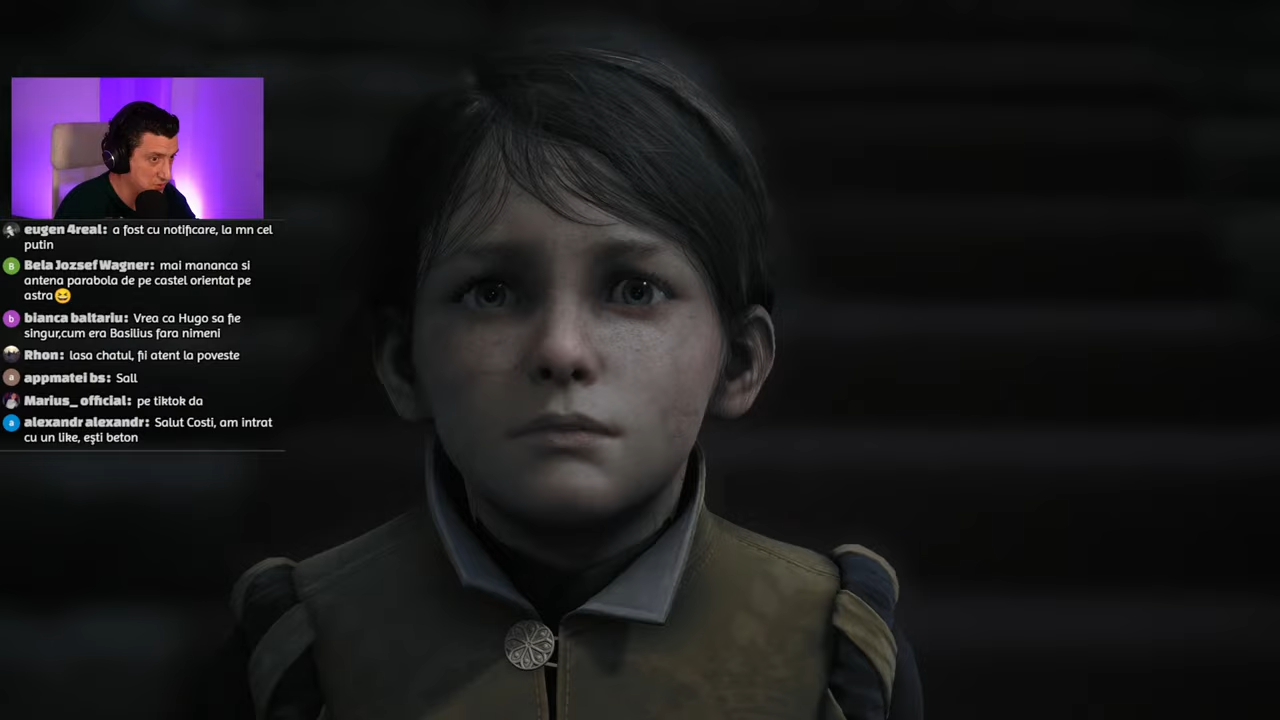 eugen 4real: a fost cu notificare, la mn cel
putin
B Bela Jozsef Wagner: mai mananca si
antena parabola de pe castel orientat pe
astra😆
b bianca baltariu: Vrea ca Hugo sa fie
singur,cum era Basilius fara nimeni
Rhon: lasa chatul, fii atent la poveste
a appmatei bs: Sall
Marius_ official: pe tiktok da
a alexandr alexandr: Salut Costi, am intrat
cu un like, ești beton